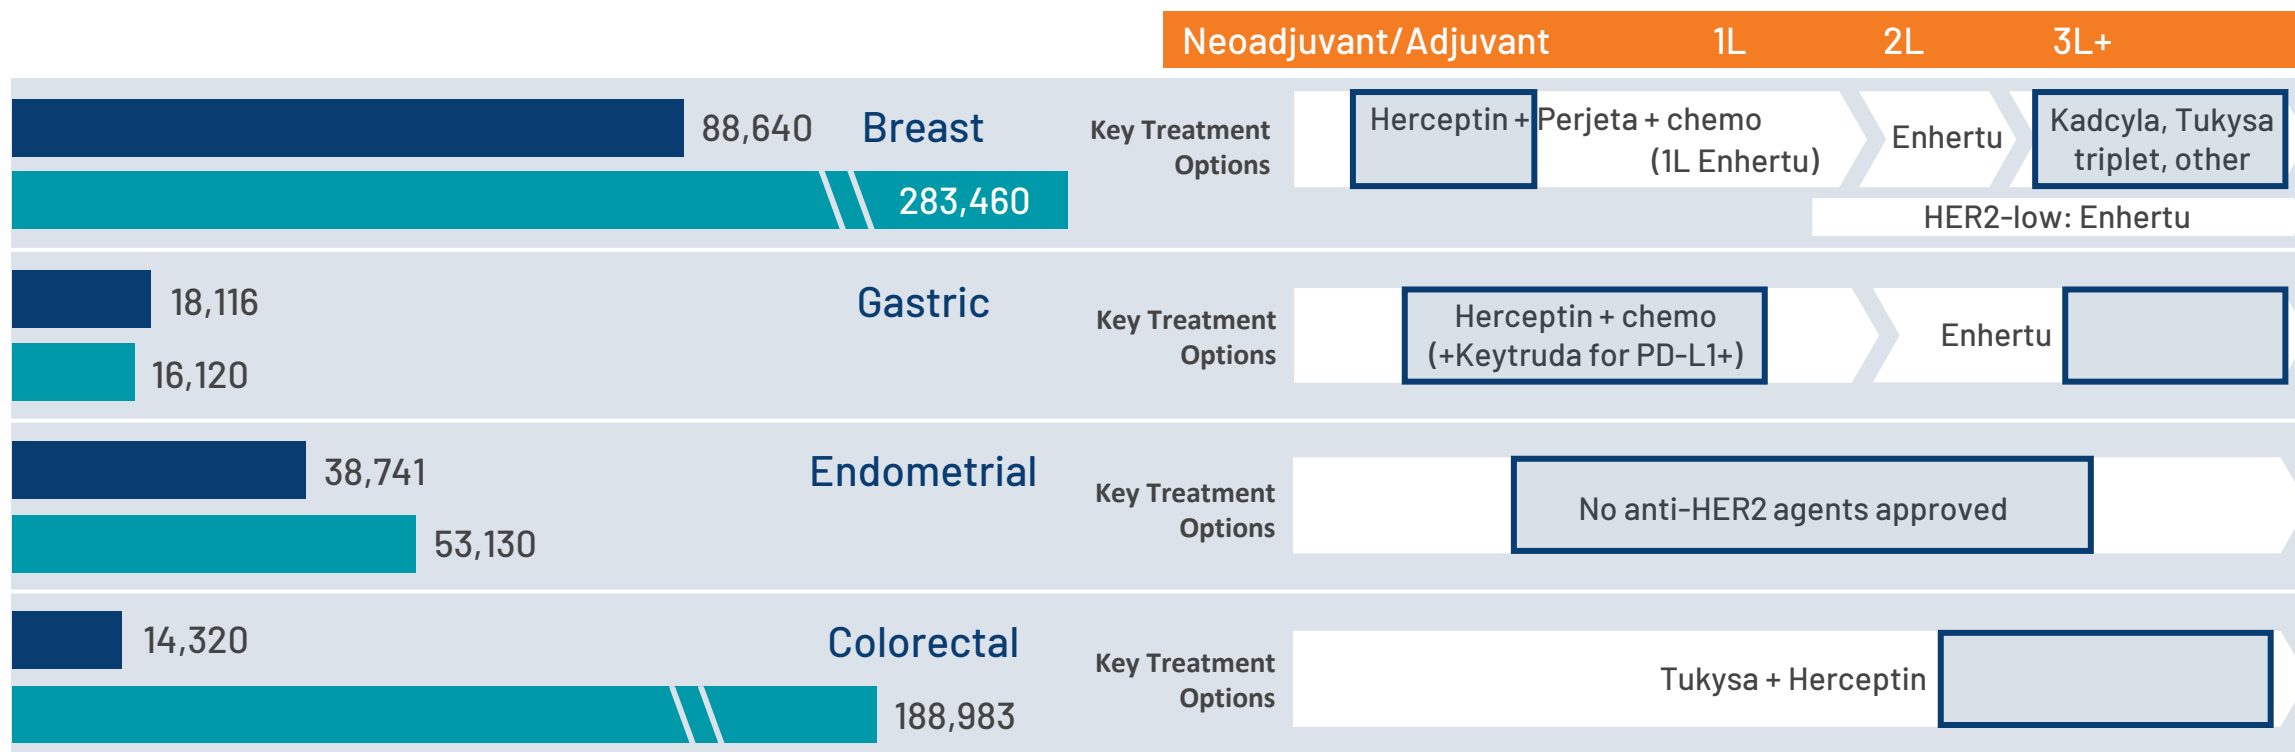 Neoadjuvant/Adjuvant 1L 2L 3L+
88,640
Breast
283,460
Key Treatment
Options
Herceptin + Perjeta + chemo
(1L Enhertu)
Enhertu
Kadcyla, Tukysa
triplet, other
HER2-low: Enhertu
18,116
Gastric
16,120
Key Treatment
Options
Herceptin + chemo
(+Keytruda for PD-L1+)
Enhertu
38,741
Endometrial
53,130
Key Treatment
Options
No anti-HER2 agents approved
14,320
Colorectal
188,983
Key Treatment
Options
Tukysa + Herceptin